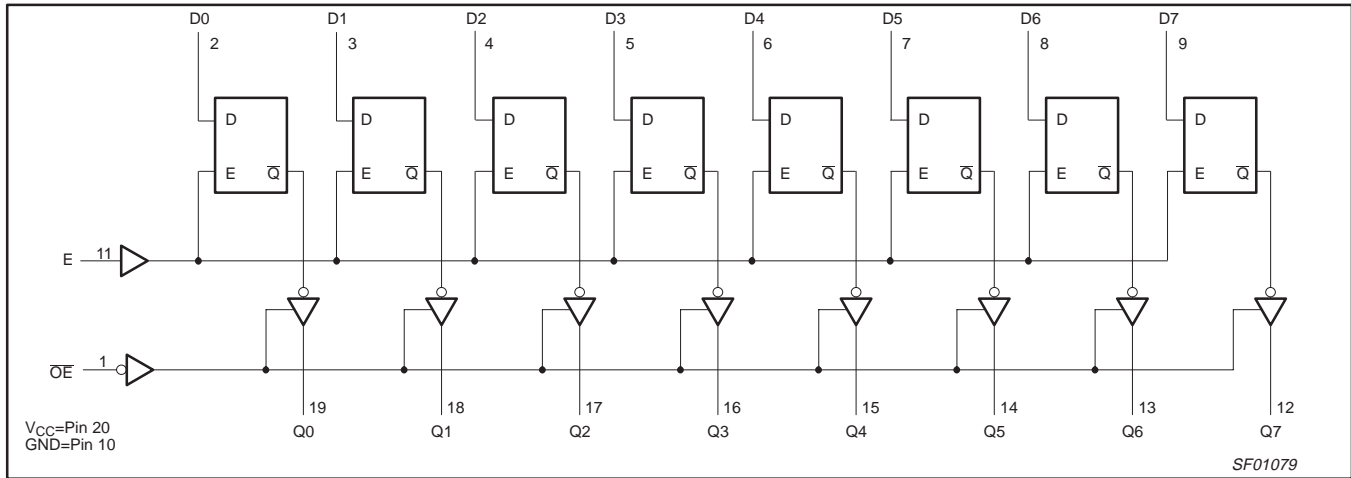 D0 D1 D2 D3 D4 D5 D6 D7
2 3 4 5 6 7 8 9
D D D D D D D D
E Q̅ E Q̅ E Q̅ E Q̅ E Q̅ E Q̅ E Q̅ E Q̅
E 11
O̅E̅ 1
19 18 17 16 15 14 13 12
Q0 Q1 Q2 Q3 Q4 Q5 Q6 Q7
VCC=Pin 20
GND=Pin 10
SF01079